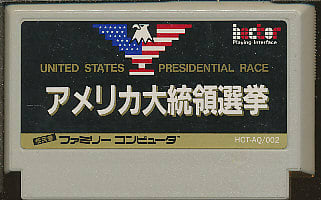 hector
Playing Interface
UNITED STATES PRESIDENTIAL RACE
アメリカ大統領選挙
ファミリーコンピュータ
HCT-AQ/002